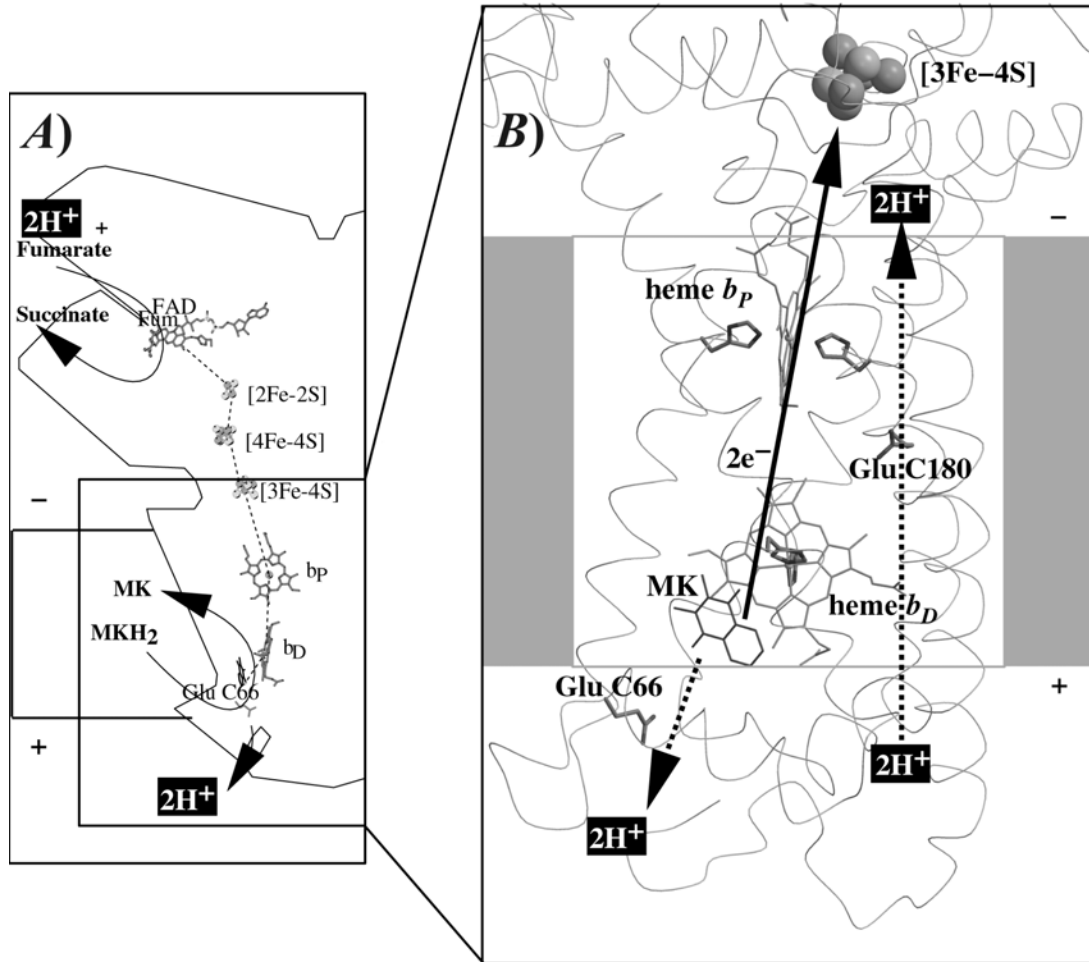 A)
2H+
+
Fumarate
Succinate
FAD
Fum
[2Fe-2S]
[4Fe-4S]
[3Fe-4S]
−
bP
MK
MKH2
bD
Glu C66
+
2H+
B)
[3Fe−4S]
2H+
−
heme bP
2e−
Glu C180
MK
heme bD
Glu C66
+
2H+
2H+